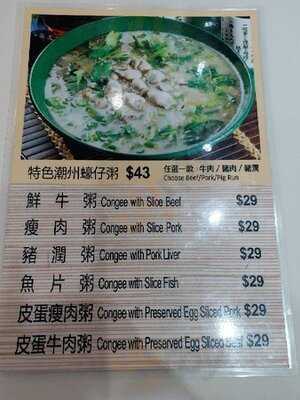 特色潮州蠔仔粥 $43
任選一款：牛肉 / 豬肉 / 豬潤
Choose Beef/Pork/Pig Run
鮮牛粥 Congee with Slice Beef $29
瘦肉粥 Congee with Slice Pork $29
豬潤粥 Congee with Pork Liver $29
魚片粥 Congee with Slice Fish $29
皮蛋瘦肉粥 Congee with Preserved Egg Sliced Pork $29
皮蛋牛肉粥 Congee with Preserved Egg Sliced Beef $29